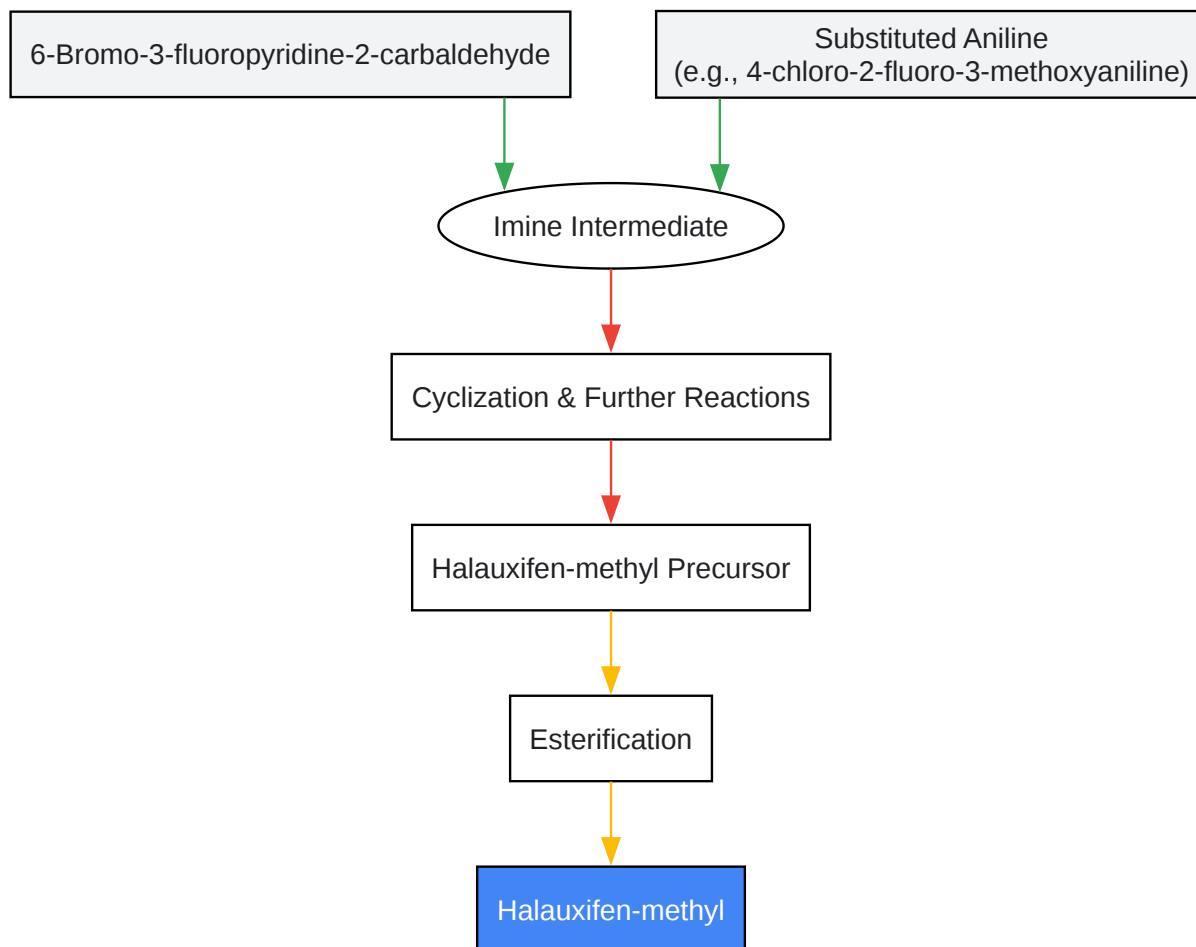 6-Bromo-3-fluoropyridine-2-carbaldehyde
Substituted Aniline
(e.g., 4-chloro-2-fluoro-3-methoxyaniline)
Imine Intermediate
Cyclization & Further Reactions
Halauxifen-methyl Precursor
Esterification
Halauxifen-methyl